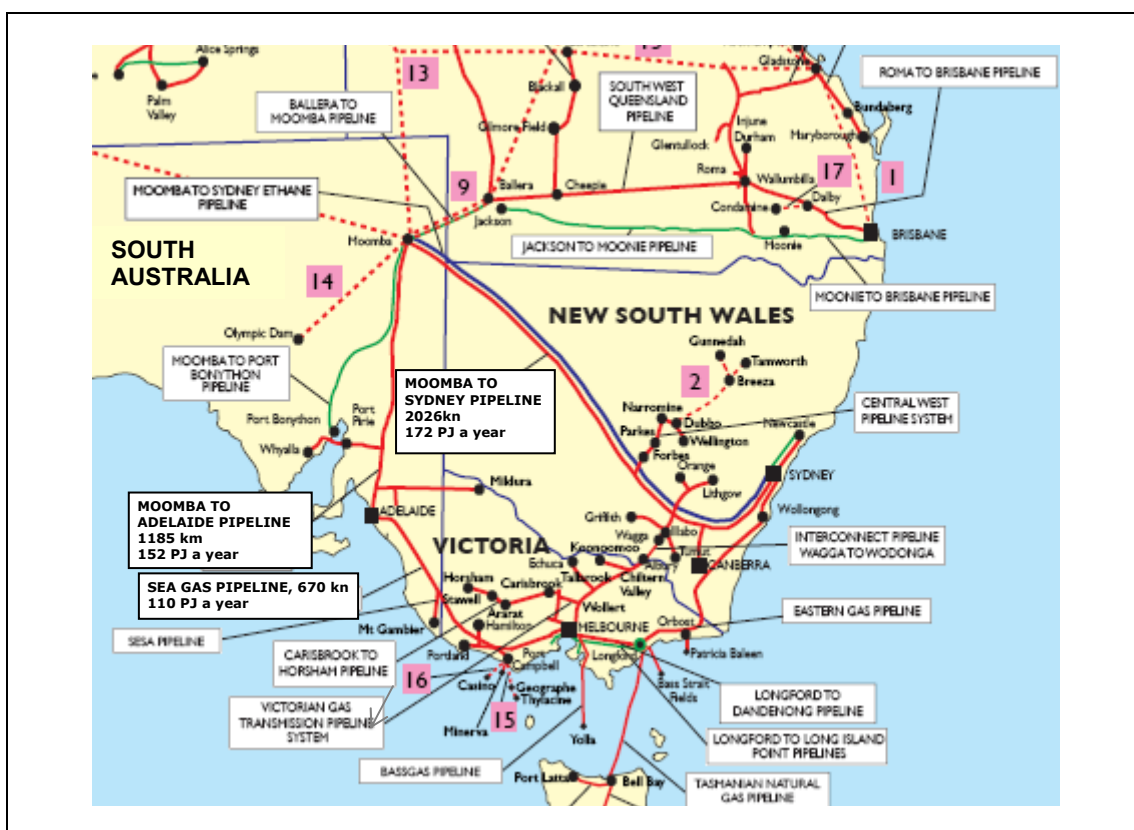 Alice Springs
Palm
Valley
13
Blackall
Gladstone
ROMA TO BRISBANE PIPELINE
BALLERA TO
MOOMBA PIPELINE
SOUTH WEST
QUEENSLAND
PIPELINE
Bundaberg
Gilmore Field
Injune
Durham
Maryborough
Glentullock
Roma
Wallumbilla
17
1
MOOMBA TO SYDNEY ETHANE
PIPELINE
9
Ballera
Cheepie
Dalby
Condamine
Jackson
BRISBANE
Moomba
JACKSON TO MOONIE PIPELINE
Moonie
SOUTH
AUSTRALIA
14
MOONIE TO BRISBANE PIPELINE
NEW SOUTH WALES
Olympic Dam
Gunnedah
Tamworth
MOOMBA TO PORT
BONYTHON
PIPELINE
2
Breeza
MOOMBA TO
SYDNEY PIPELINE
2026kn
172 PJ a year
CENTRAL WEST
PIPELINE SYSTEM
Port Bonython
Port
Pirie
Narromine
Dubbo
Newcastle
Parkes
Wellington
Whyalla
Forbes
Orange
Lithgow
SYDNEY
Mildura
MOOMBA TO
ADELAIDE PIPELINE
1185 km
152 PJ a year
ADELAIDE
Griffith
Wollongong
Illabo
Wagga
INTERCONNECT PIPELINE
WAGGA TO WODONGA
VICTORIA
Koonoomoo
Tumut
Echuca
Albury
CANBERRA
SEA GAS PIPELINE, 670 kn
110 PJ a year
Horsham
Carisbrook
Talbrook
Chiltern
Valley
Stawell
Wollert
EASTERN GAS PIPELINE
Ararat
Hamilton
MELBOURNE
Orbost
SESA PIPELINE
Mt Gambier
Patricia Baleen
Portland
Port
Campbell
Longford
CARISBROOK TO
HORSHAM PIPELINE
16
Casino
Geographe
Thylacine
Bass Strait
Fields
LONGFORD TO
DANDENONG PIPELINE
VICTORIAN GAS
TRANSMISSION PIPELINE
SYSTEM
15
Minerva
Yolla
LONGFORD TO LONG ISLAND
POINT PIPELINES
BASSGAS PIPELINE
Port Latta
Bell Bay
TASMANIAN NATURAL
GAS PIPELINE